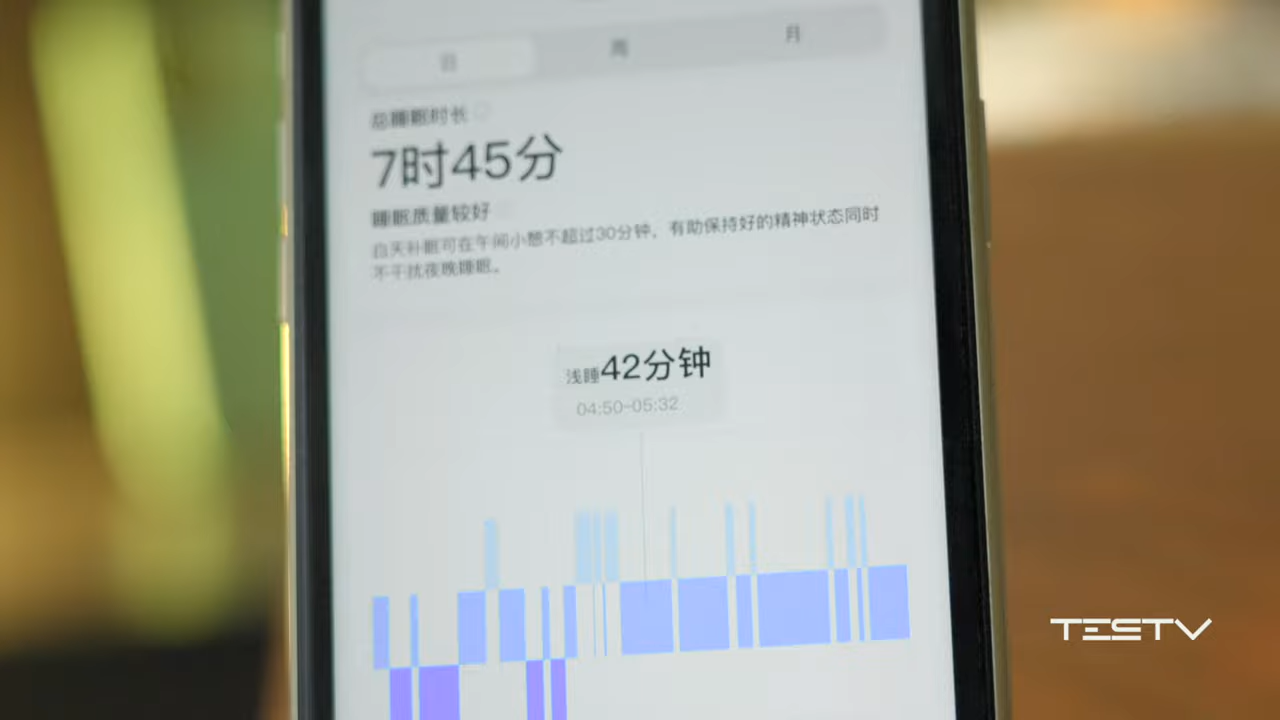 日 周 月
总睡眠时长
7时45分
睡眠质量较好
白天补眠可在午间小憩不超过30分钟，有助保持好的精神状态同时
不干扰夜晚睡眠。
浅睡42分钟
04:50-05:32
TESTV